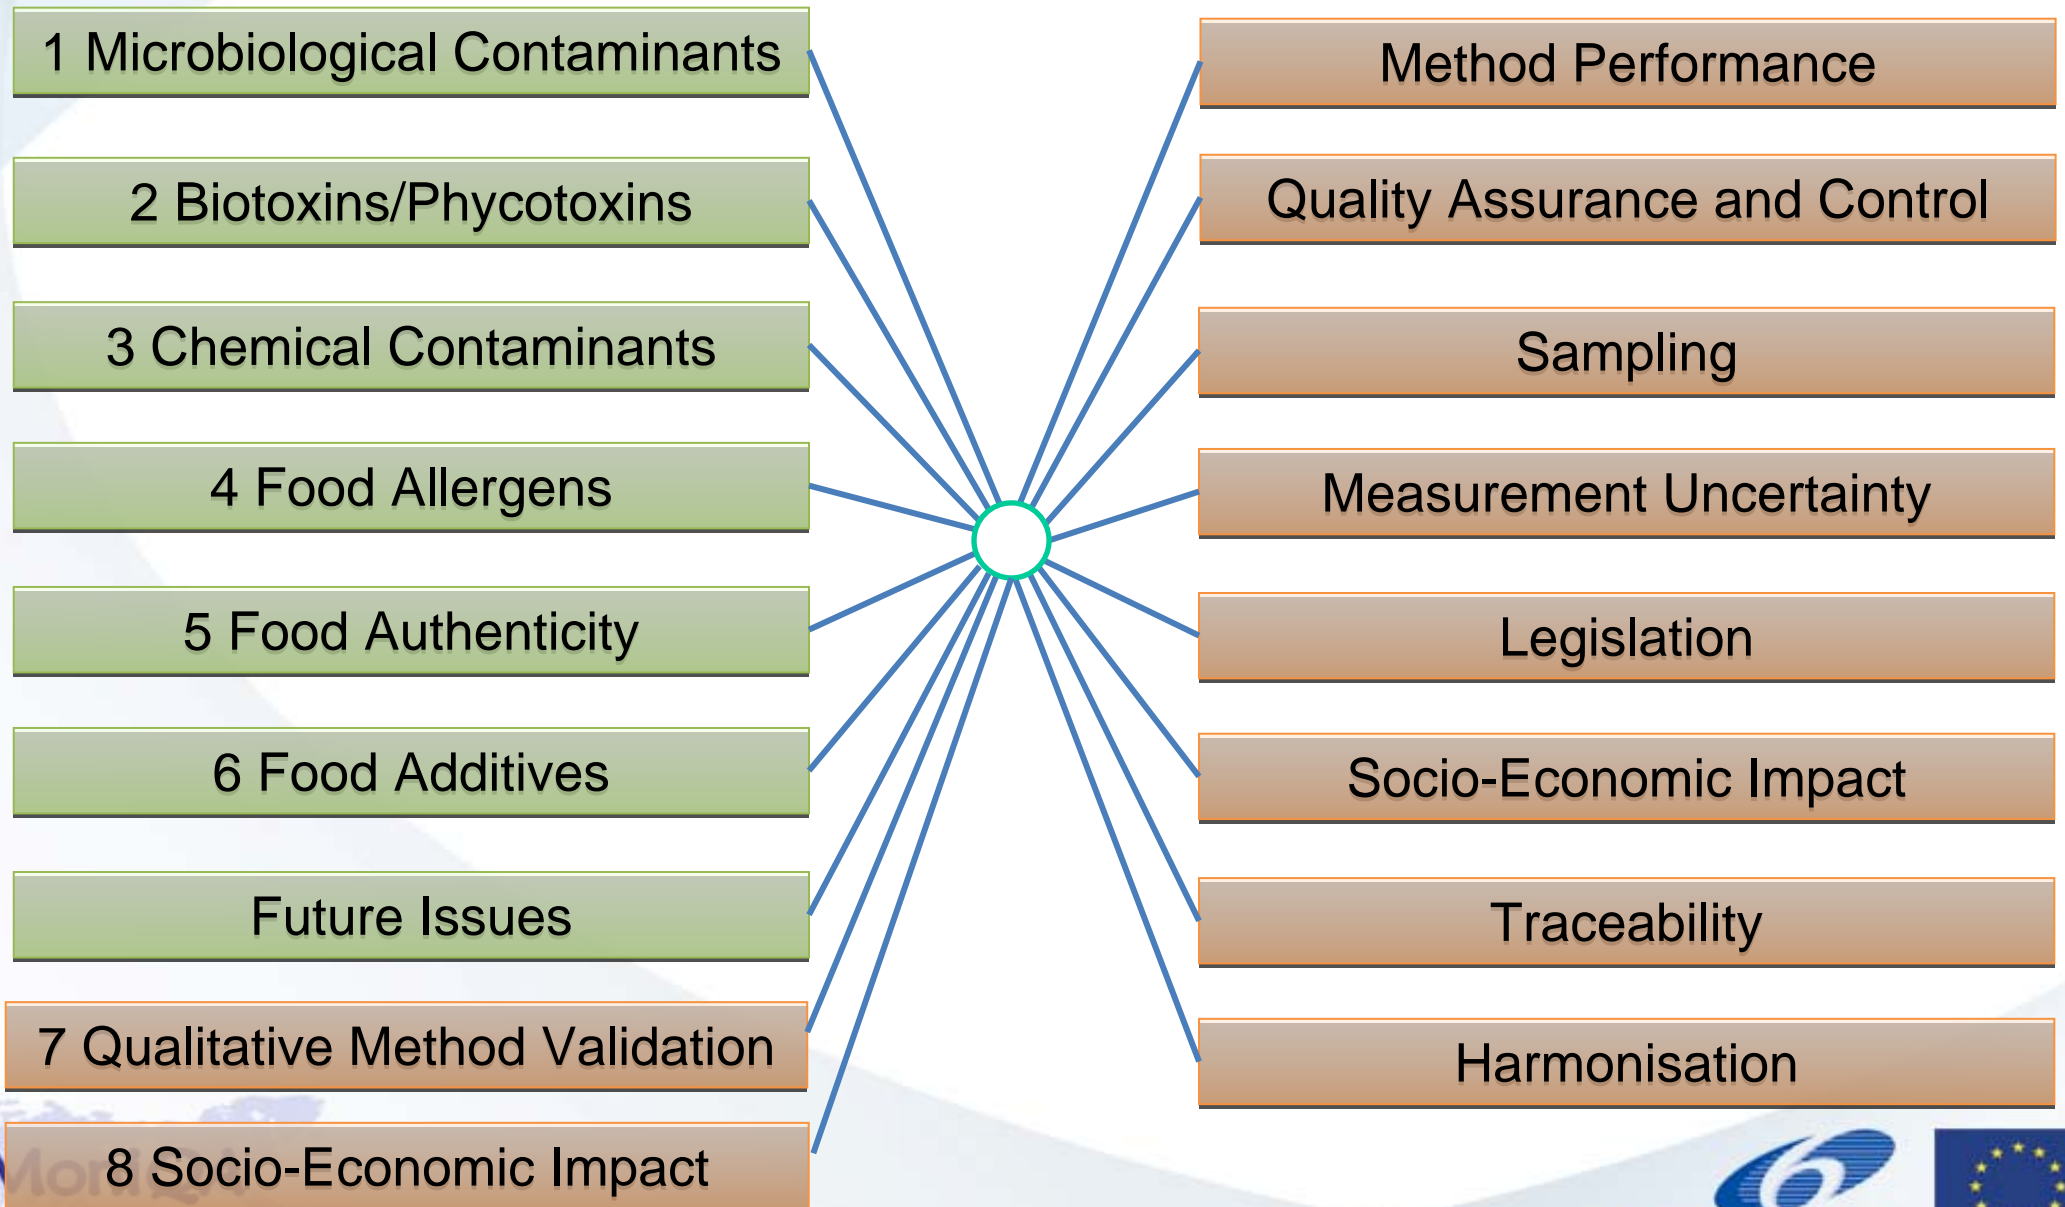 1 Microbiological Contaminants
2 Biotoxins/Phycotoxins
3 Chemical Contaminants
4 Food Allergens
5 Food Authenticity
6 Food Additives
Future Issues
7 Qualitative Method Validation
8 Socio-Economic Impact
Method Performance
Quality Assurance and Control
Sampling
Measurement Uncertainty
Legislation
Socio-Economic Impact
Traceability
Harmonisation